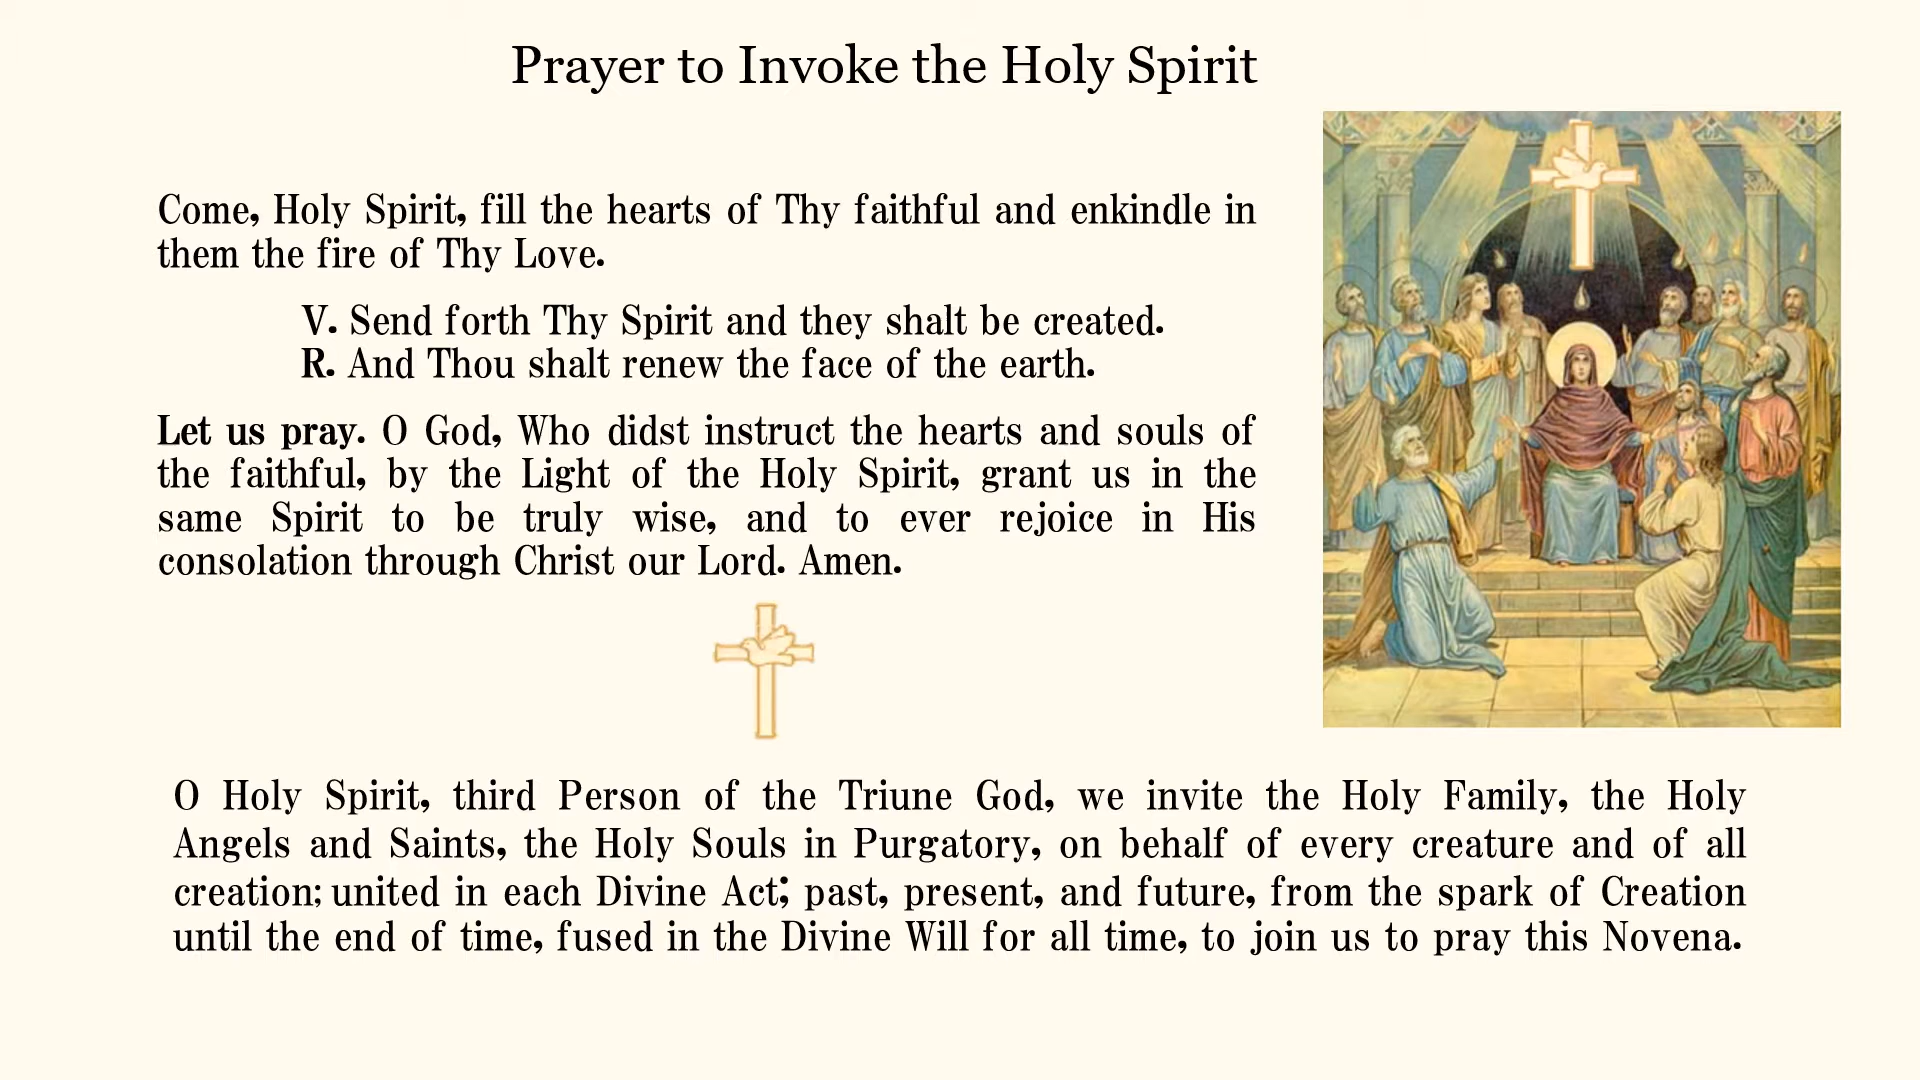 Prayer to Invoke the Holy Spirit
Come, Holy Spirit, fill the hearts of Thy faithful and enkindle in
them the fire of Thy Love.
V. Send forth Thy Spirit and they shalt be created.
R. And Thou shalt renew the face of the earth.
Let us pray. O God, Who didst instruct the hearts and souls of
the faithful, by the Light of the Holy Spirit, grant us in the
same Spirit to be truly wise, and to ever rejoice in His
consolation through Christ our Lord. Amen.
O Holy Spirit, third Person of the Triune God, we invite the Holy Family, the Holy
Angels and Saints, the Holy Souls in Purgatory, on behalf of every creature and of all
creation; united in each Divine Act; past, present, and future, from the spark of Creation
until the end of time, fused in the Divine Will for all time, to join us to pray this Novena.